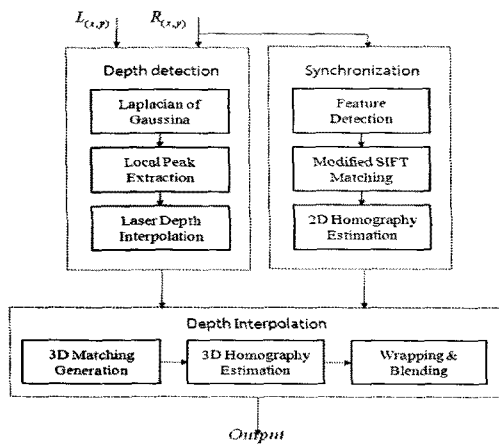 L(x,y) R(x,y)
Depth detection
Laplacian of
Gaussina
Local Peak
Extraction
Laser Depth
Interpolation
Synchronization
Feature
Detection
Modified SIFT
Matching
2D Homography
Estimation
Depth Interpolation
3D Matching
Generation
3D Homography
Estimation
Wrapping &
Blending
Output